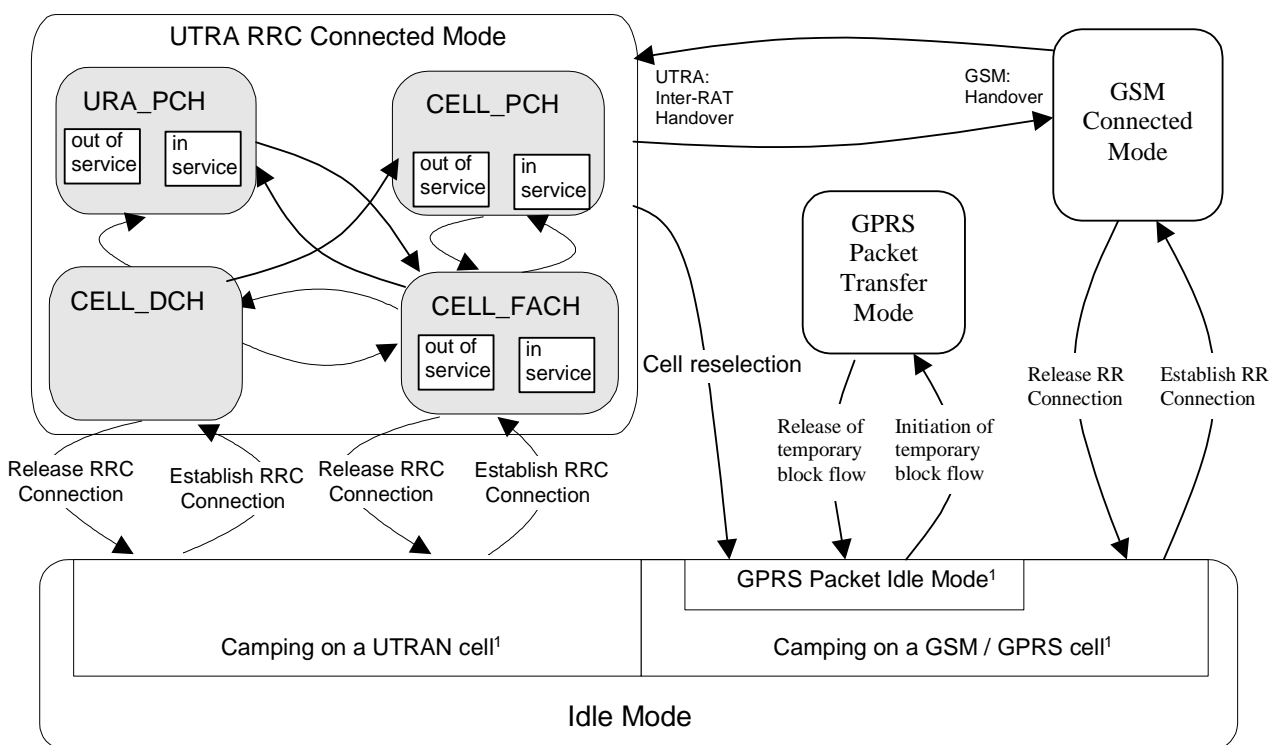 UTRA RRC Connected Mode
URA_PCH
out of
service
in
service
CELL_PCH
out of
service
in
service
CELL_DCH
CELL_FACH
out of
service
in
service
UTRA:
Inter-RAT
Handover
GSM:
Handover
GSM
Connected
Mode
GPRS
Packet
Transfer
Mode
Cell reselection
Release RRC
Connection
Establish RRC
Connection
Release RRC
Connection
Establish RRC
Connection
Release of
temporary
block flow
Initiation of
temporary
block flow
Release RR
Connection
Establish RR
Connection
GPRS Packet Idle Mode¹
Camping on a UTRAN cell¹
Camping on a GSM / GPRS cell¹
Idle Mode